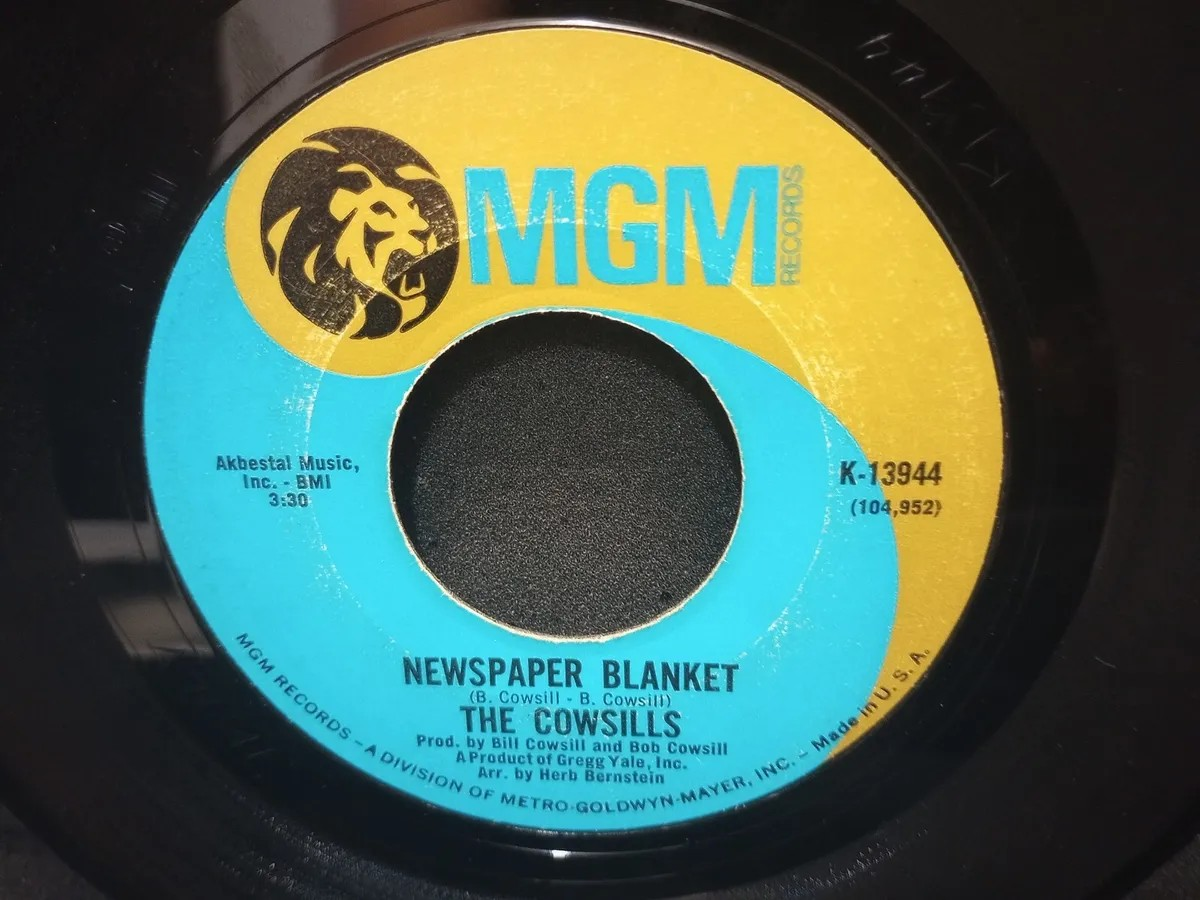 MGM
RECORDS
Akbestal Music,
Inc. - BMI
3:30
K-13944
(104,952)
NEWSPAPER BLANKET
(B. Cowsill - B. Cowsill)
THE COWSILLS
Prod. by Bill Cowsill and Bob Cowsill
A Product of Gregg Yale, Inc.
Arr. by Herb Bernstein
MGM RECORDS – A DIVISION OF METRO-GOLDWYN-MAYER, INC. – Made in U. S. A.